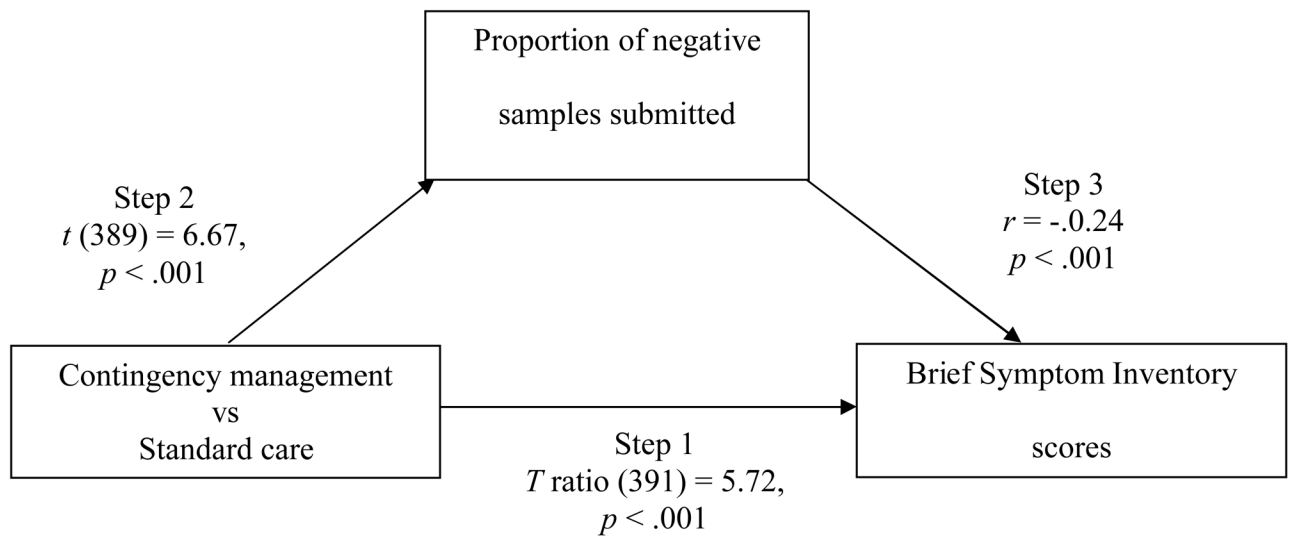 Proportion of negative
samples submitted
Step 2
t (389) = 6.67,
p < .001
Step 3
r = -.0.24
p < .001
Contingency management
vs
Standard care
Brief Symptom Inventory
scores
Step 1
T ratio (391) = 5.72,
p < .001